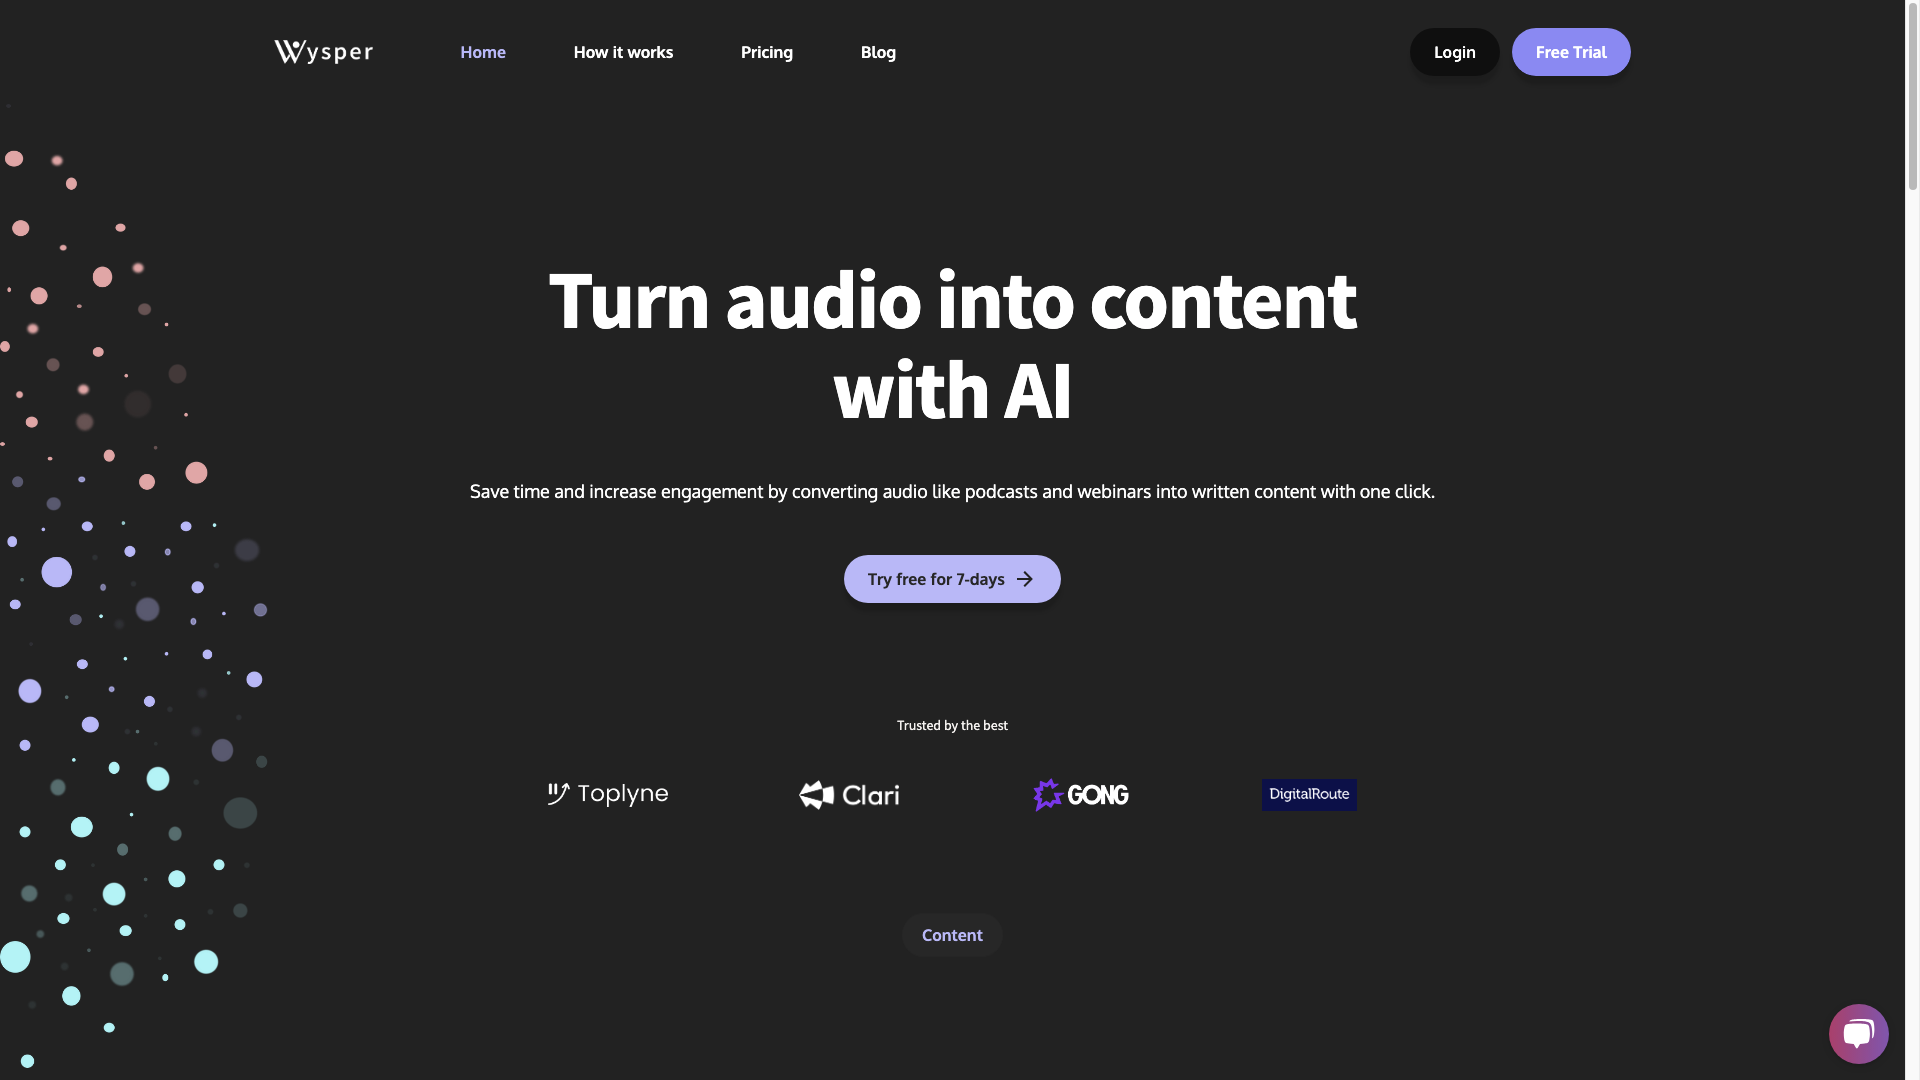 Wysper
Home
How it works
Pricing
Blog
Login
Free Trial
Turn audio into content
with AI
Save time and increase engagement by converting audio like podcasts and webinars into written content with one click.
Try free for 7-days
Trusted by the best
Toplyne
Clari
GONG
DigitalRoute
Content